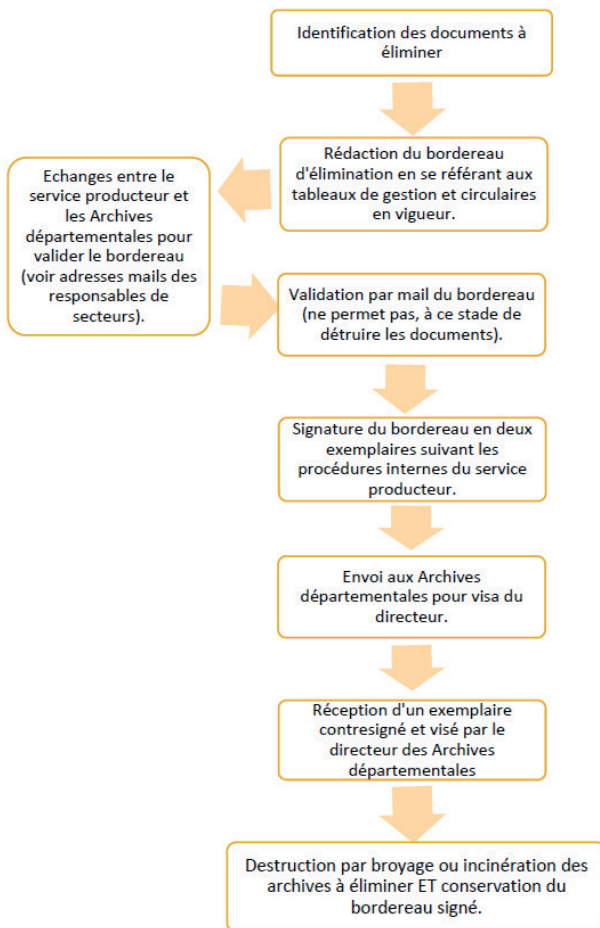 Identification des documents à
éliminer
Rédaction du bordereau
d'élimination en se référant aux
tableaux de gestion et circulaires
en vigueur.
Echanges entre le
service producteur et
les Archives
départementales pour
valider le bordereau
(voir adresses mails des
responsables de
secteurs).
Validation par mail du bordereau
(ne permet pas, à ce stade de
détruire les documents).
Signature du bordereau en deux
exemplaires suivant les
procédures internes du service
producteur.
Envoi aux Archives
départementales pour visa du
directeur.
Réception d'un exemplaire
contresigné et visé par le
directeur des Archives
départementales
Destruction par broyage ou incinération des
archives à éliminer ET conservation du
bordereau signé.